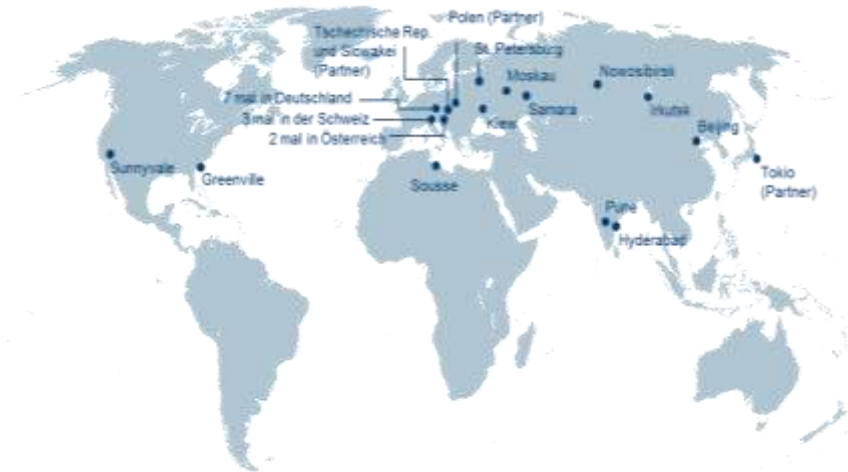 Polen (Partner)
Tschechische Rep.
und Slowakei
(Partner)
St. Petersburg
Moskau
Nowosibirsk
7 mal in Deutschland
Samara
Irkutsk
3 mal in der Schweiz
Kiew
Beijing
2 mal in Österreich
Sunnyvale
Greenville
Sousse
Tokio
(Partner)
Pune
Hyderabad